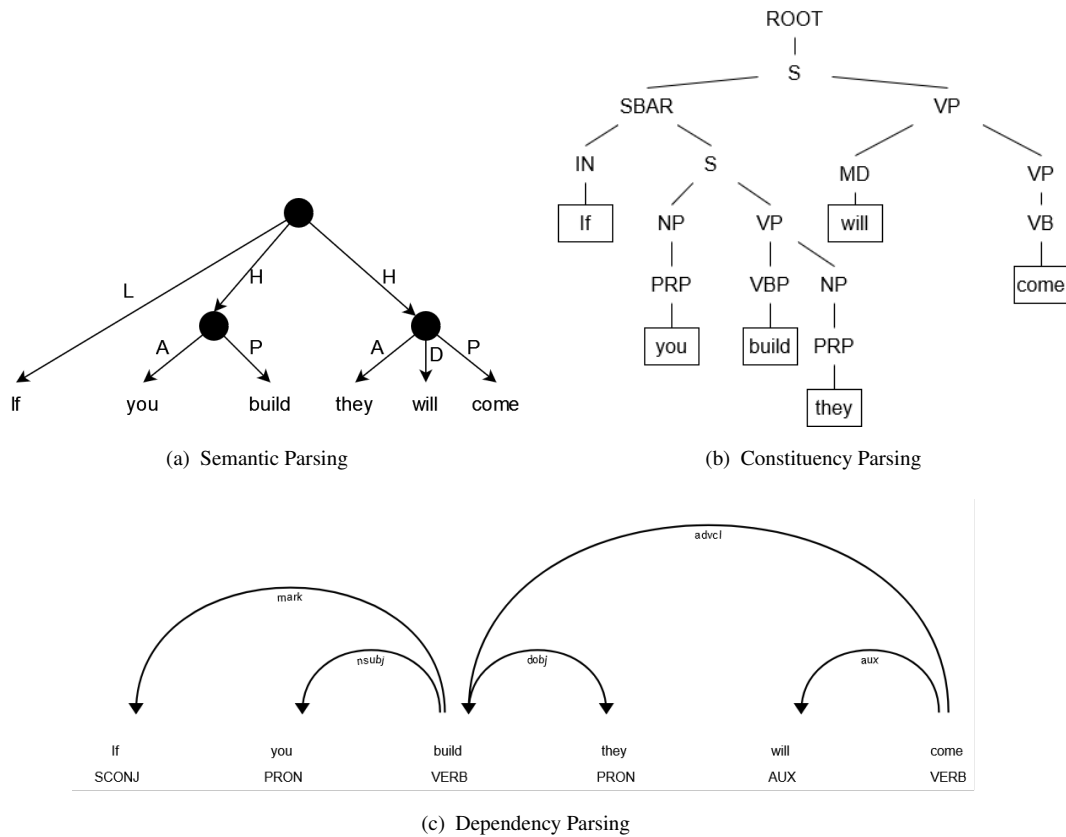 ROOT
S
SBAR VP
IN S MD VP
If NP VP will VB
PRP VBP NP come
you build PRP
they
L H H
A P A D P
If you build they will come
(a) Semantic Parsing
(b) Constituency Parsing
advcl
mark
nsubj dobj aux
If you build they will come
SCONJ PRON VERB PRON AUX VERB
(c) Dependency Parsing